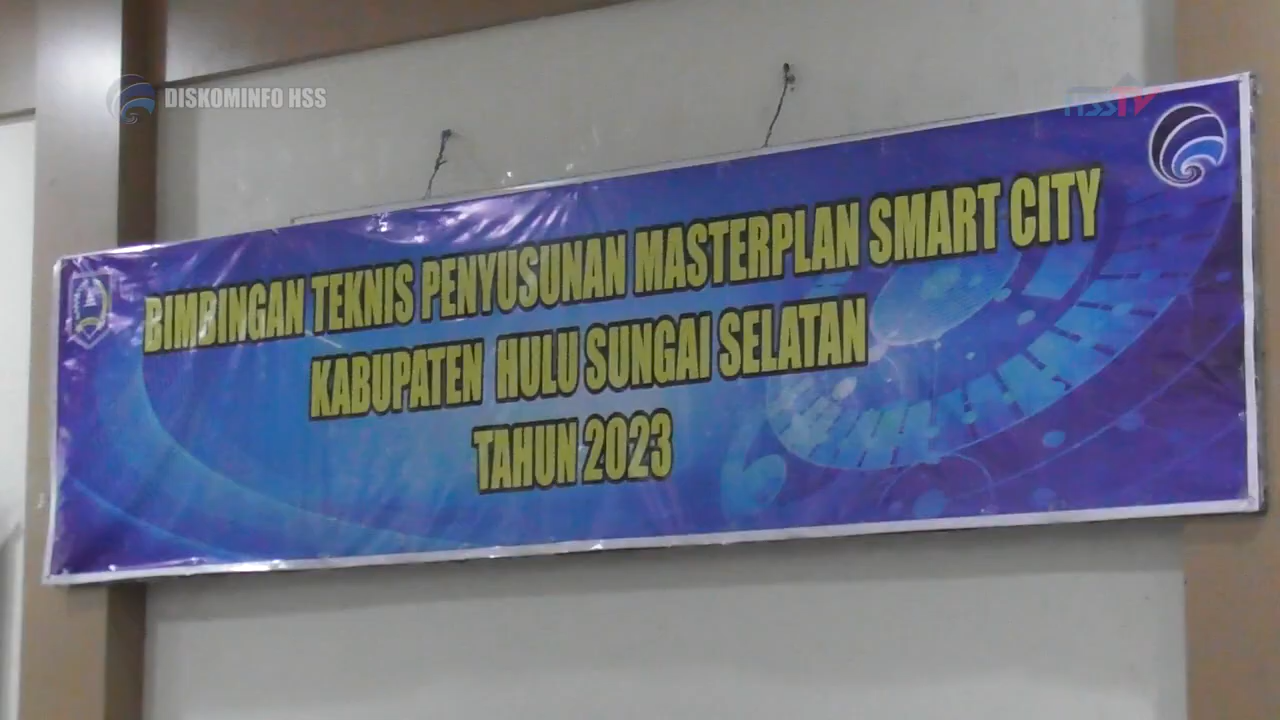 DISKOMINFO HSS
HSSTV
BIMBINGAN TEKNIS PENYUSUNAN MASTERPLAN SMART CITY
KABUPATEN HULU SUNGAI SELATAN
TAHUN 2023